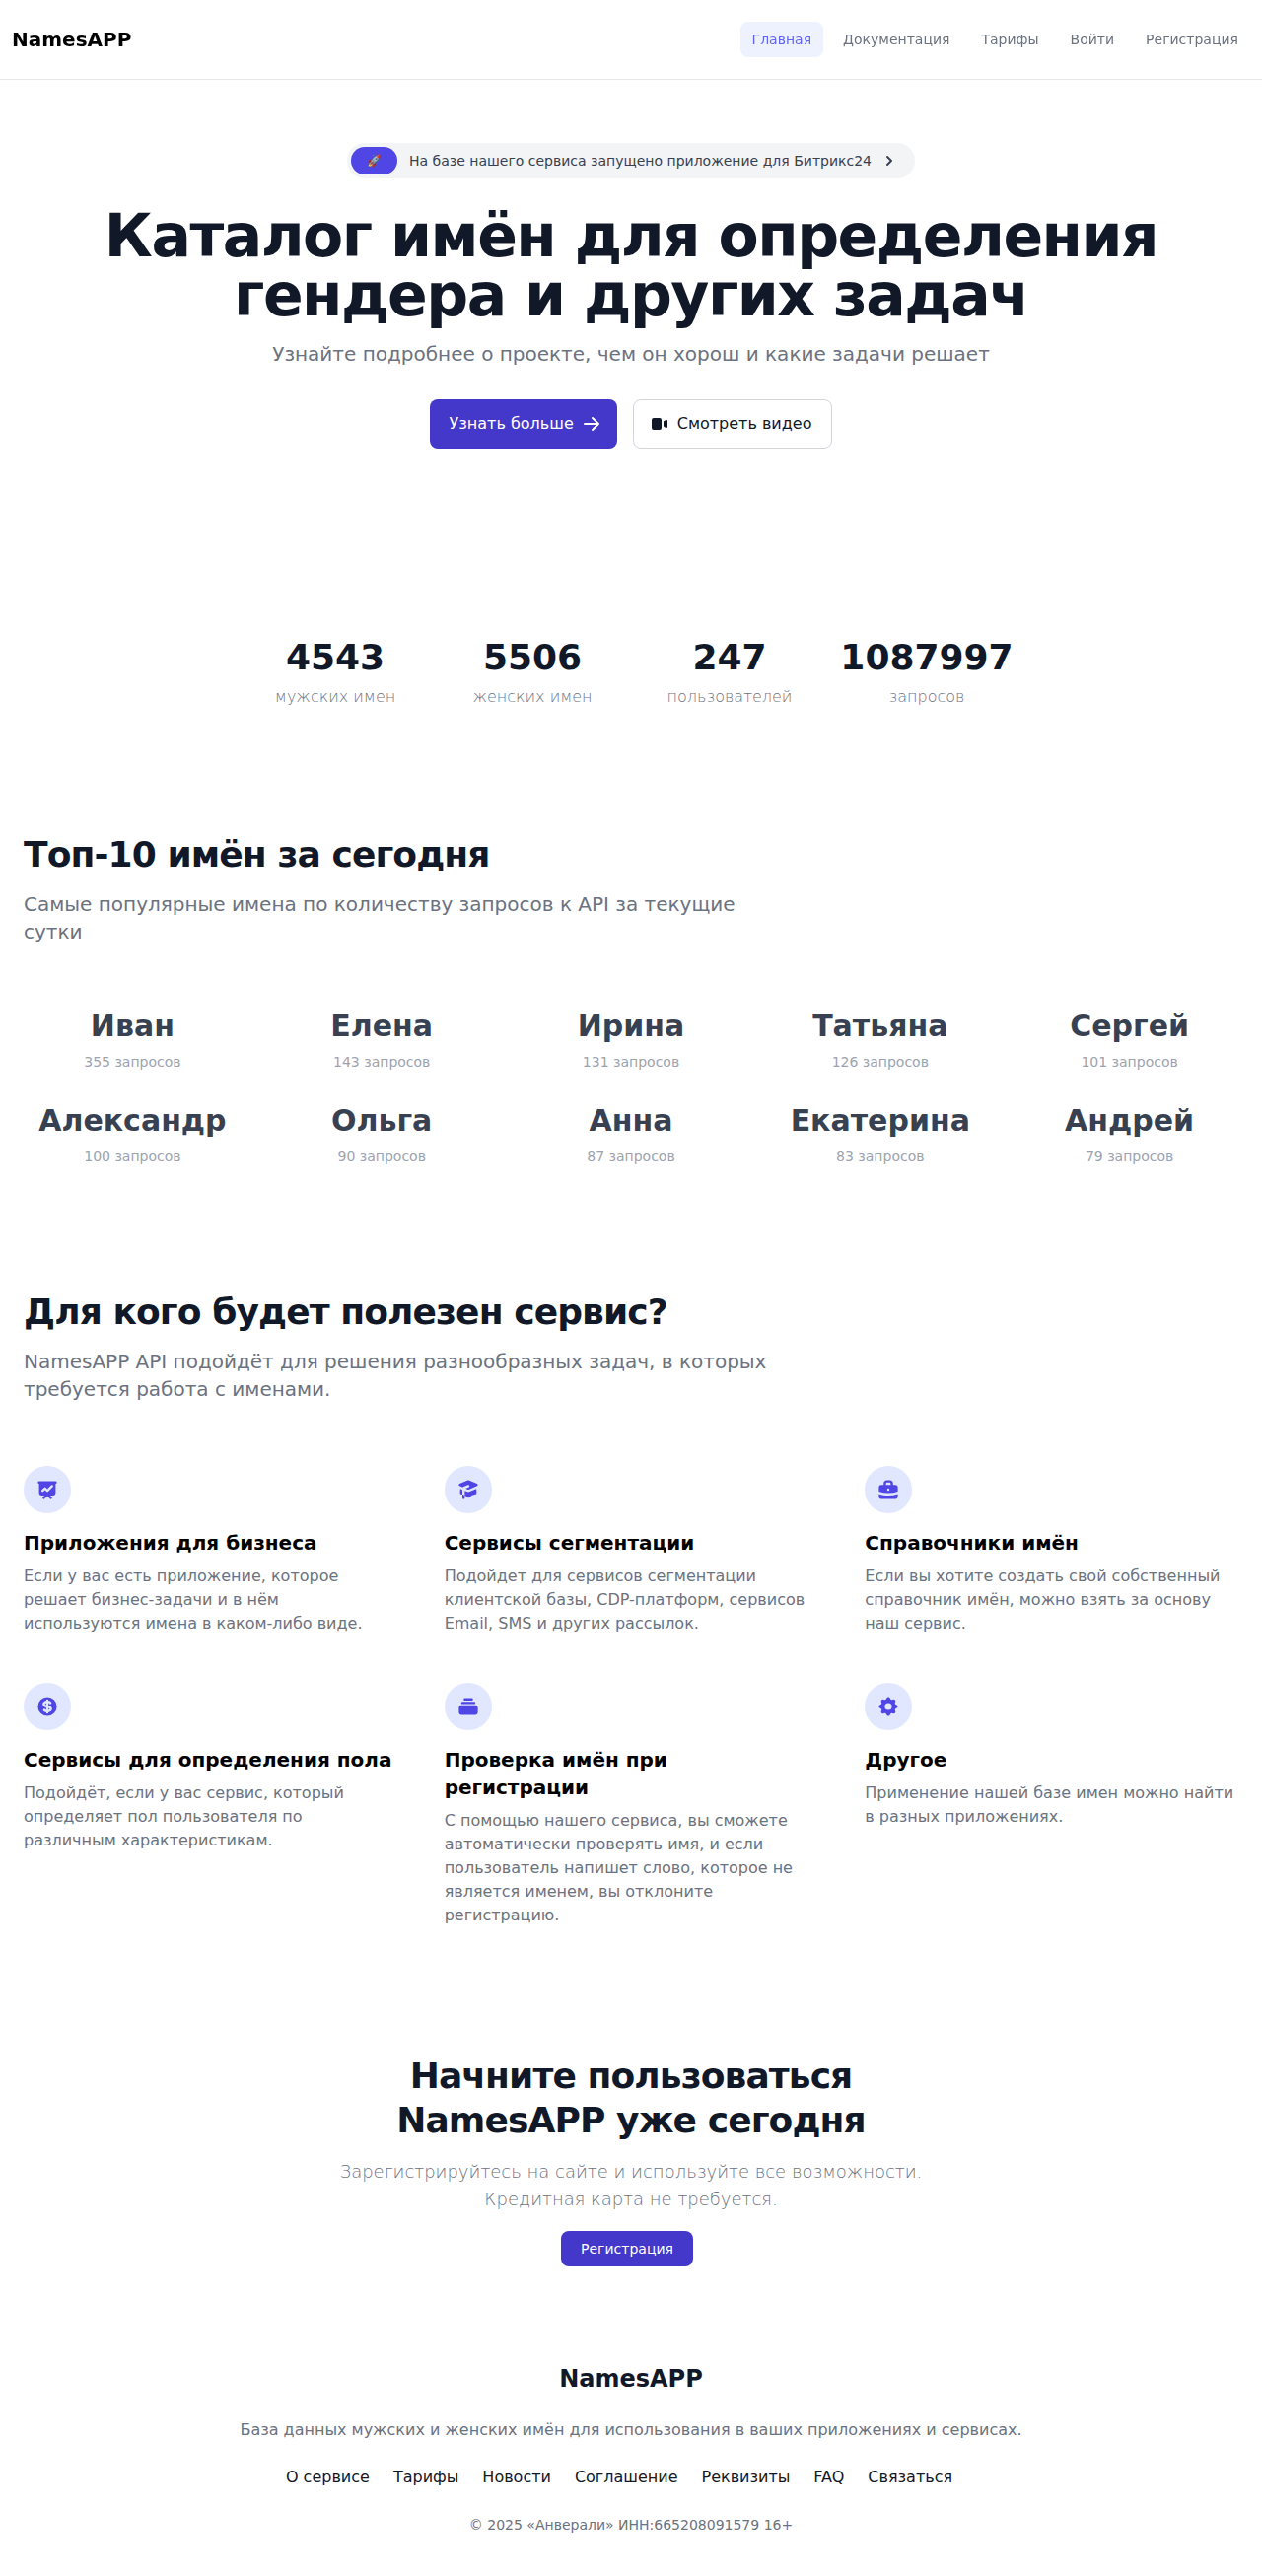 NamesAPP
Главная Документация Тарифы Войти Регистрация
🚀 На базе нашего сервиса запущено приложение для Битрикс24
Каталог имён для определения
гендера и других задач
Узнайте подробнее о проекте, чем он хорош и какие задачи решает
Узнать больше Смотреть видео
4543 5506 247 1087997
мужских имен женских имен пользователей запросов
Топ-10 имён за сегодня
Самые популярные имена по количеству запросов к API за текущие
сутки
Иван Елена Ирина Татьяна Сергей
355 запросов 143 запросов 131 запросов 126 запросов 101 запросов
Александр Ольга Анна Екатерина Андрей
100 запросов 90 запросов 87 запросов 83 запросов 79 запросов
Для кого будет полезен сервис?
NamesAPP API подойдёт для решения разнообразных задач, в которых
требуется работа с именами.
Приложения для бизнеса
Если у вас есть приложение, которое
решает бизнес-задачи и в нём
используются имена в каком-либо виде.
Сервисы сегментации
Подойдет для сервисов сегментации
клиентской базы, CDP-платформ, сервисов
Email, SMS и других рассылок.
Справочники имён
Если вы хотите создать свой собственный
справочник имён, можно взять за основу
наш сервис.
Сервисы для определения пола
Подойдёт, если у вас сервис, который
определяет пол пользователя по
различным характеристикам.
Проверка имён при
регистрации
С помощью нашего сервиса, вы сможете
автоматически проверять имя, и если
пользователь напишет слово, которое не
является именем, вы отклоните
регистрацию.
Другое
Применение нашей базе имен можно найти
в разных приложениях.
Начните пользоваться
NamesAPP уже сегодня
Зарегистрируйтесь на сайте и используйте все возможности.
Кредитная карта не требуется.
Регистрация
NamesAPP
База данных мужских и женских имён для использования в ваших приложениях и сервисах.
О сервисе Тарифы Новости Соглашение Реквизиты FAQ Связаться
© 2025 «Анверали» ИНН:665208091579 16+